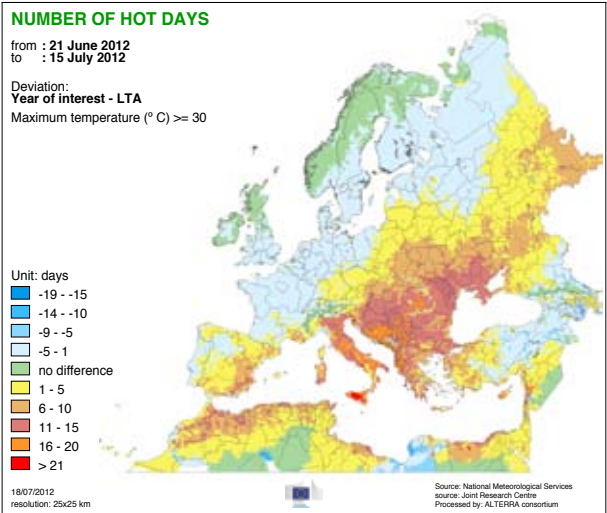 NUMBER OF HOT DAYS
from : 21 June 2012
to : 15 July 2012
Deviation:
Year of interest - LTA
Maximum temperature (º C) >= 30
Unit: days
-19 - -15
-14 - -10
-9 - -5
-5 - 1
no difference
1 - 5
6 - 10
11 - 15
16 - 20
> 21
18/07/2012
resolution: 25x25 km
Source: National Meteorological Services
source: Joint Research Centre
Processed by: ALTERRA consortium